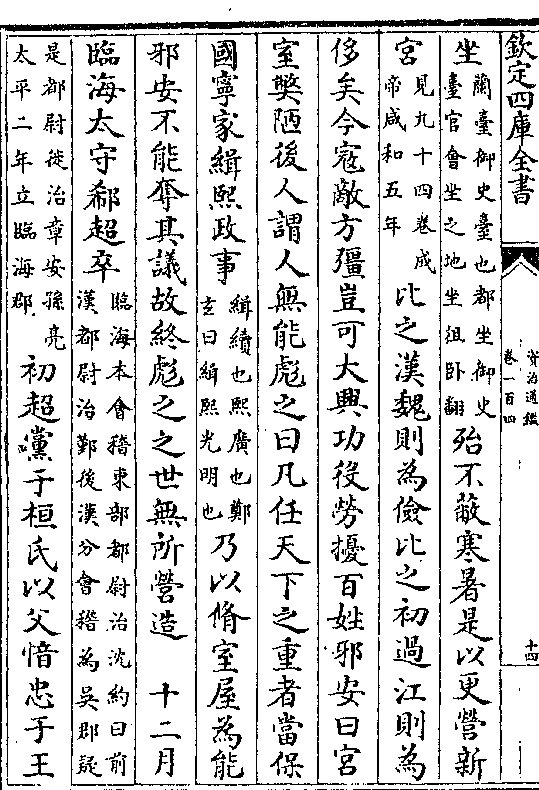 欽定四庫全書
資治通鑑
卷一百四
十四
坐蘭臺御史臺也都坐御史
臺官會坐之地坐徂卧翻殆不蔽寒暑是以更營新
宮見九十四卷成
帝咸和五年比之漢魏則為儉比之初過江則為
侈矣今寇敵方彊豈可大興功役勞擾百姓邪安曰宮
室獘陋後人謂人無能彪之曰凡任天下之重者當保
國寧家緝熙政事緝續也熙廣也鄭
玄曰緝熙光明也乃以脩室屋為能
邪安不能奪其議故終彪之之世無所營造　十二月
臨海太守郗超卒臨海本會稽東部都尉治沈約曰前
漢都尉治鄞後漢分會稽為吳郡疑
是都尉徙治章安孫亮
太平二年立臨海郡初超黨于桓氏以父愔忠于王